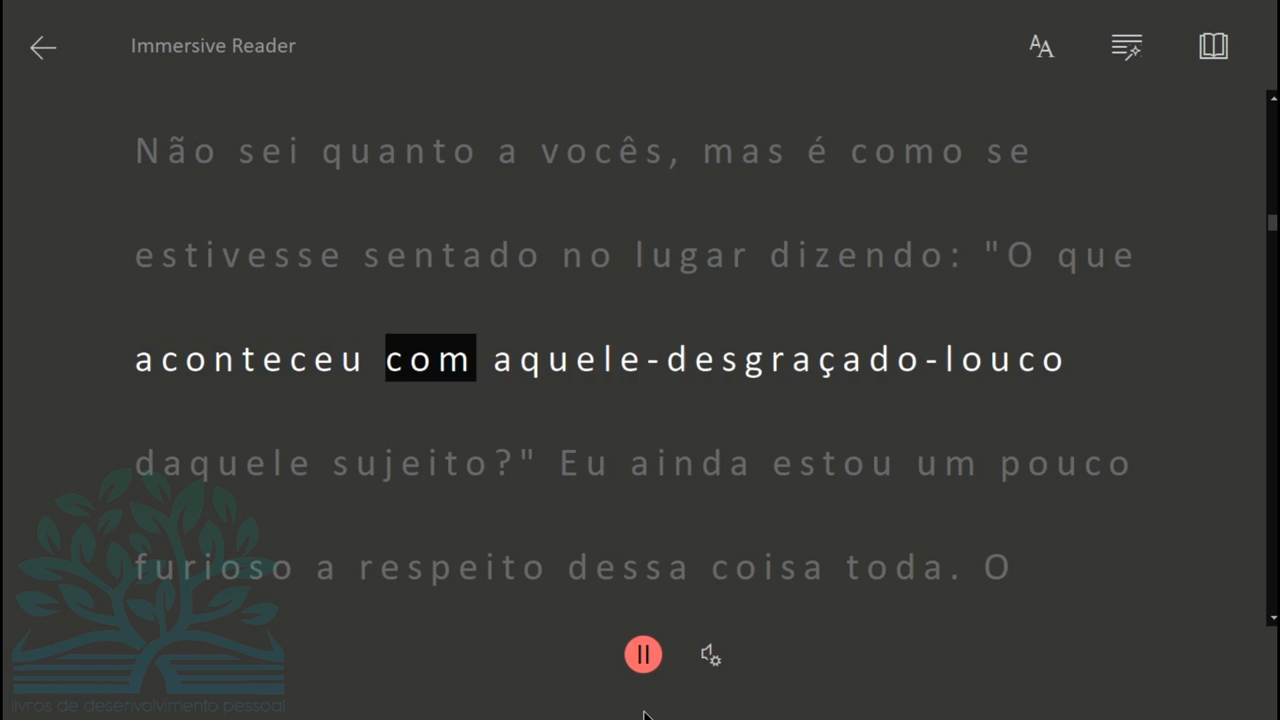 Immersive Reader
Não sei quanto a vocês, mas é como se
estivesse sentado no lugar dizendo: "O que
aconteceu com aquele-desgraçado-louco
daquele sujeito?" Eu ainda estou um pouco
furioso a respeito dessa coisa toda. O
livros de desenvolvimento pessoal